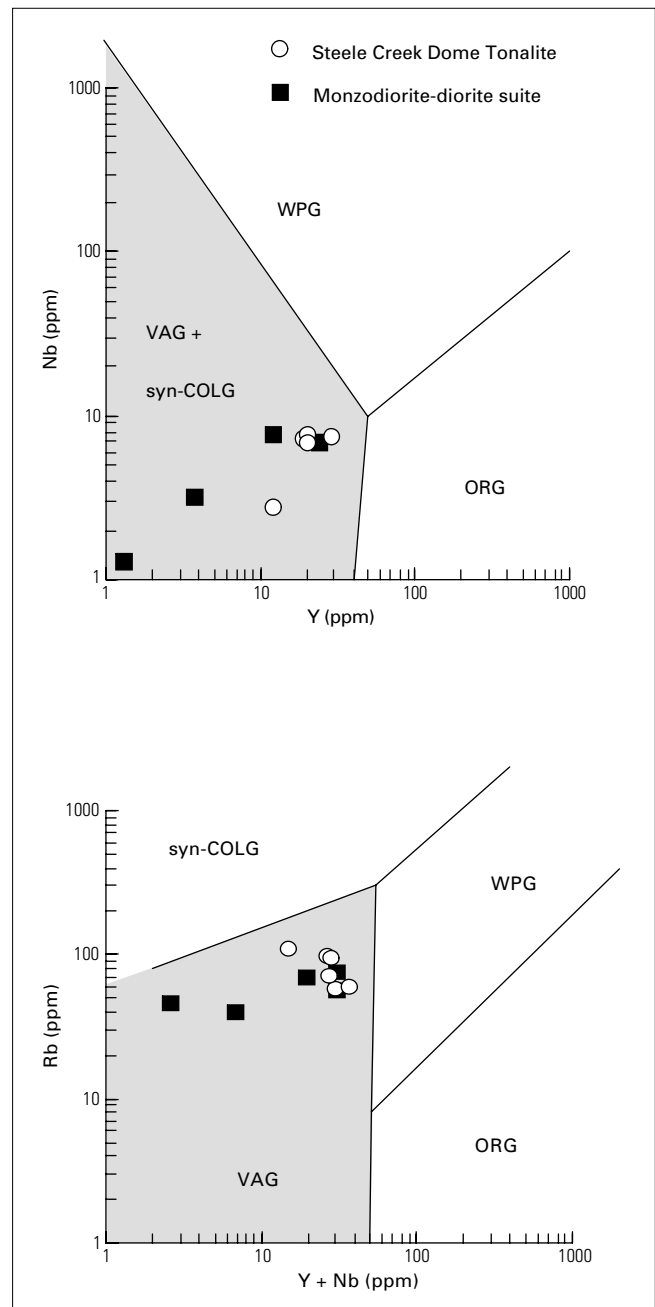 Steele Creek Dome Tonalite
Monzodiorite-diorite suite
1000
WPG
100
Nb (ppm)
VAG +
syn-COLG
10
ORG
1
1 10 100 1000
Y (ppm)
1000
syn-COLG
WPG
100
Rb (ppm)
10
ORG
VAG
1
1 10 100 1000
Y + Nb (ppm)